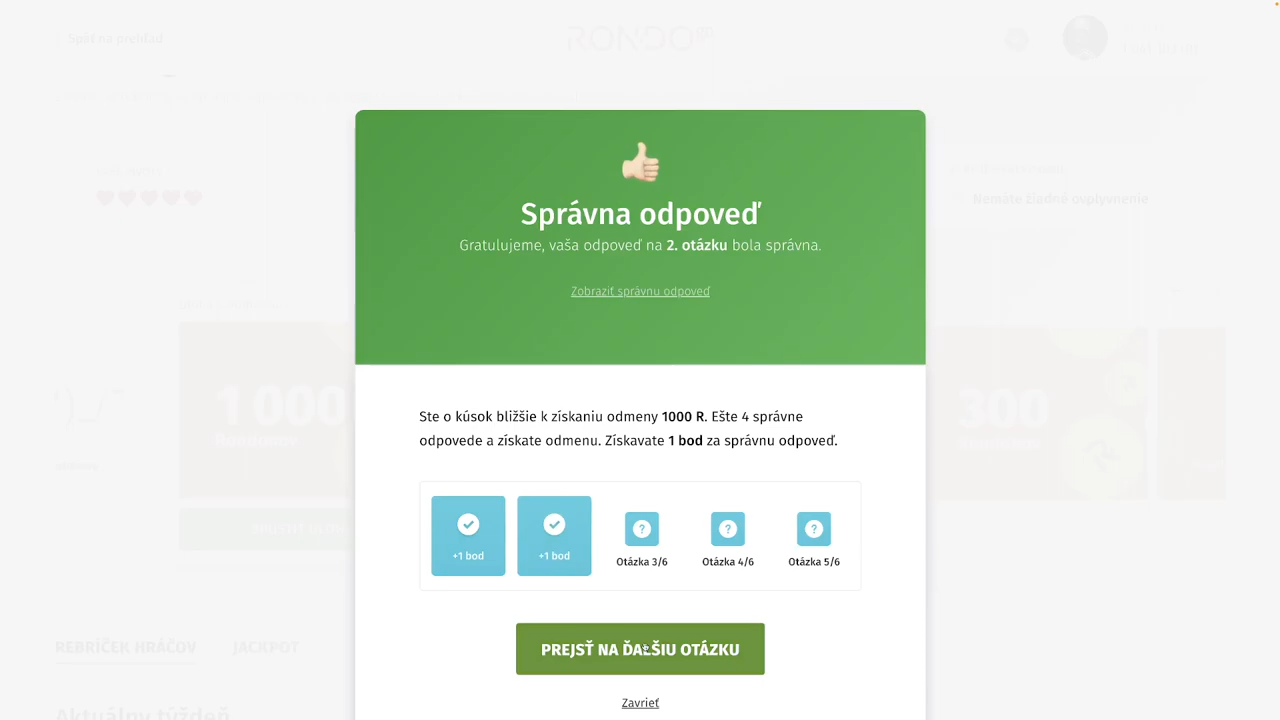 Späť na prehľad
RONDO
Nemáte žiadne ovplyvnenie
Správna odpoveď
Gratulujeme, vaša odpoveď na 2. otázku bola správna.
Zobraziť správnu odpoveď
1 000
300
Ste o kúsok bližšie k získaniu odmeny 1000 R. Ešte 4 správne
odpovede a získate odmenu. Získavate 1 bod za správnu odpoveď.
+1 bod
+1 bod
Otázka 3/6
Otázka 4/6
Otázka 5/6
PREJSŤ NA ĎALŠIU OTÁZKU
Zavrieť
REBRÍČEK HRÁČOV
JACKPOT
Aktuálny týždeň